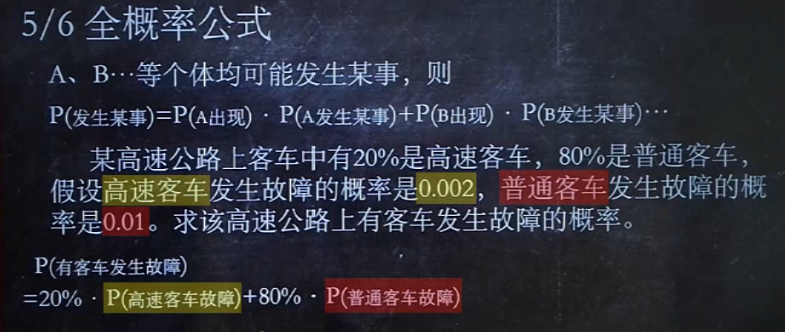 5/6 全概率公式
A、B…等个体均可能发生某事，则
P(发生某事)=P(A出现) · P(A发生某事)+P(B出现) · P(B发生某事)…
某高速公路上客车中有20%是高速客车，80%是普通客车，
假设高速客车发生故障的概率是0.002，普通客车发生故障的概
率是0.01。求该高速公路上有客车发生故障的概率。
P(有客车发生故障)
=20% · P(高速客车故障)+80% · P(普通客车故障)